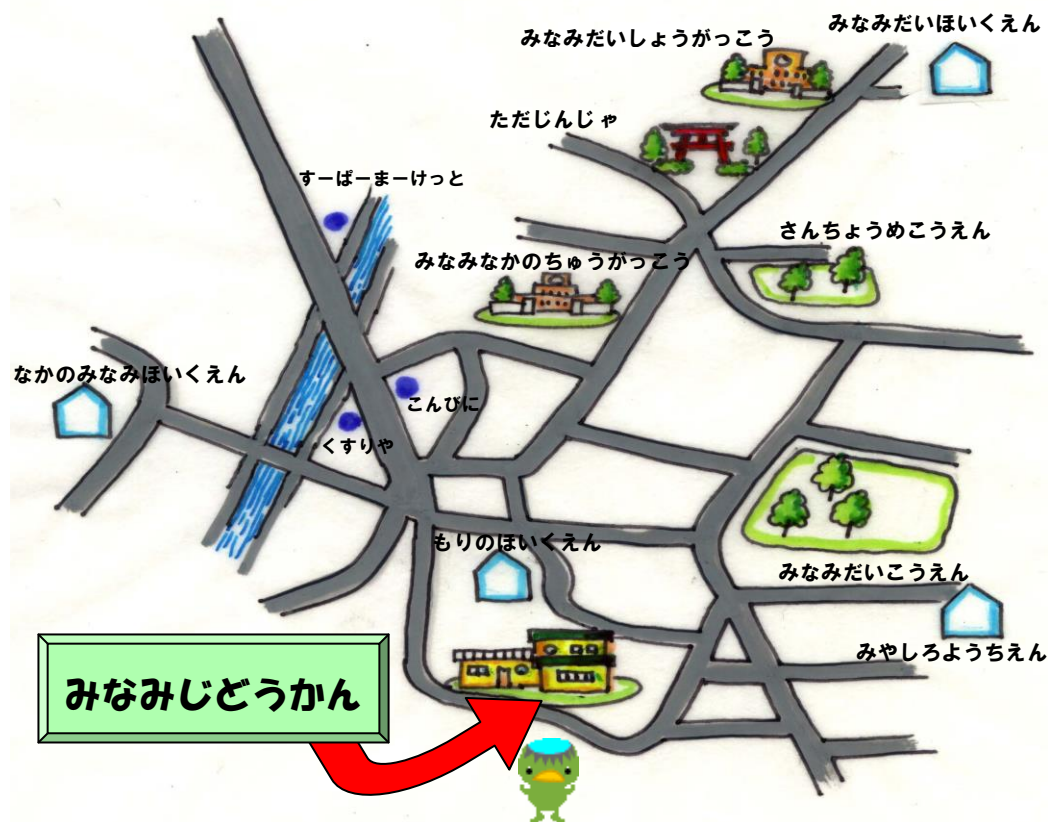 みなみだいほいくえん
みなみだいしょうがっこう
ただじんじゃ
すーぱーまーけっと
さんちょうめこうえん
みなみなかのちゅうがっこう
なかのみなみほいくえん
こんびに
くすりや
もりのほいくえん
みなみだいこうえん
みやしろようちえん
みなみじどうかん